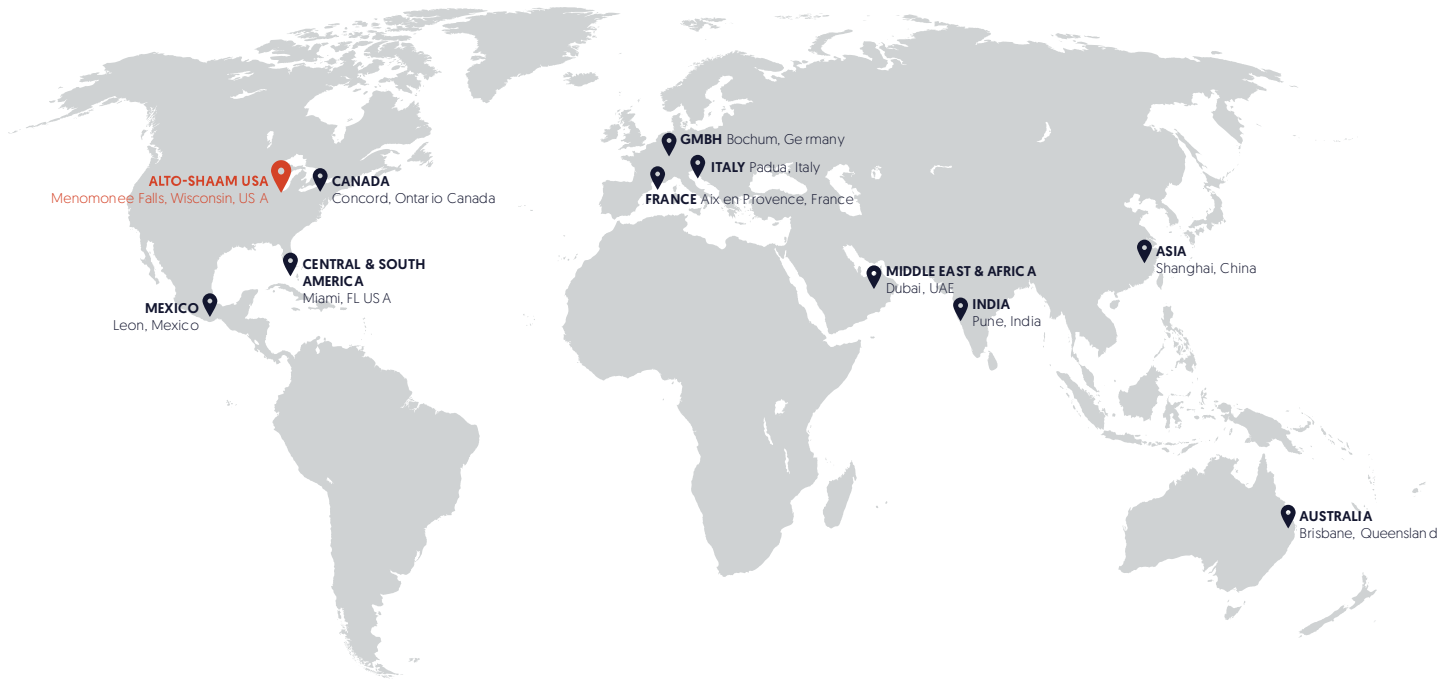 GMBH Bochum, Germany
ITALY Padua, Italy
ALTO-SHAAM USA
Menomonee Falls, Wisconsin, USA
CANADA
Concord, Ontario Canada
FRANCE Aix en Provence, France
ASIA
Shanghai, China
CENTRAL & SOUTH
AMERICA
Miami, FL USA
MIDDLE EAST & AFRICA
Dubai, UAE
MEXICO
Leon, Mexico
INDIA
Pune, India
AUSTRALIA
Brisbane, Queensland